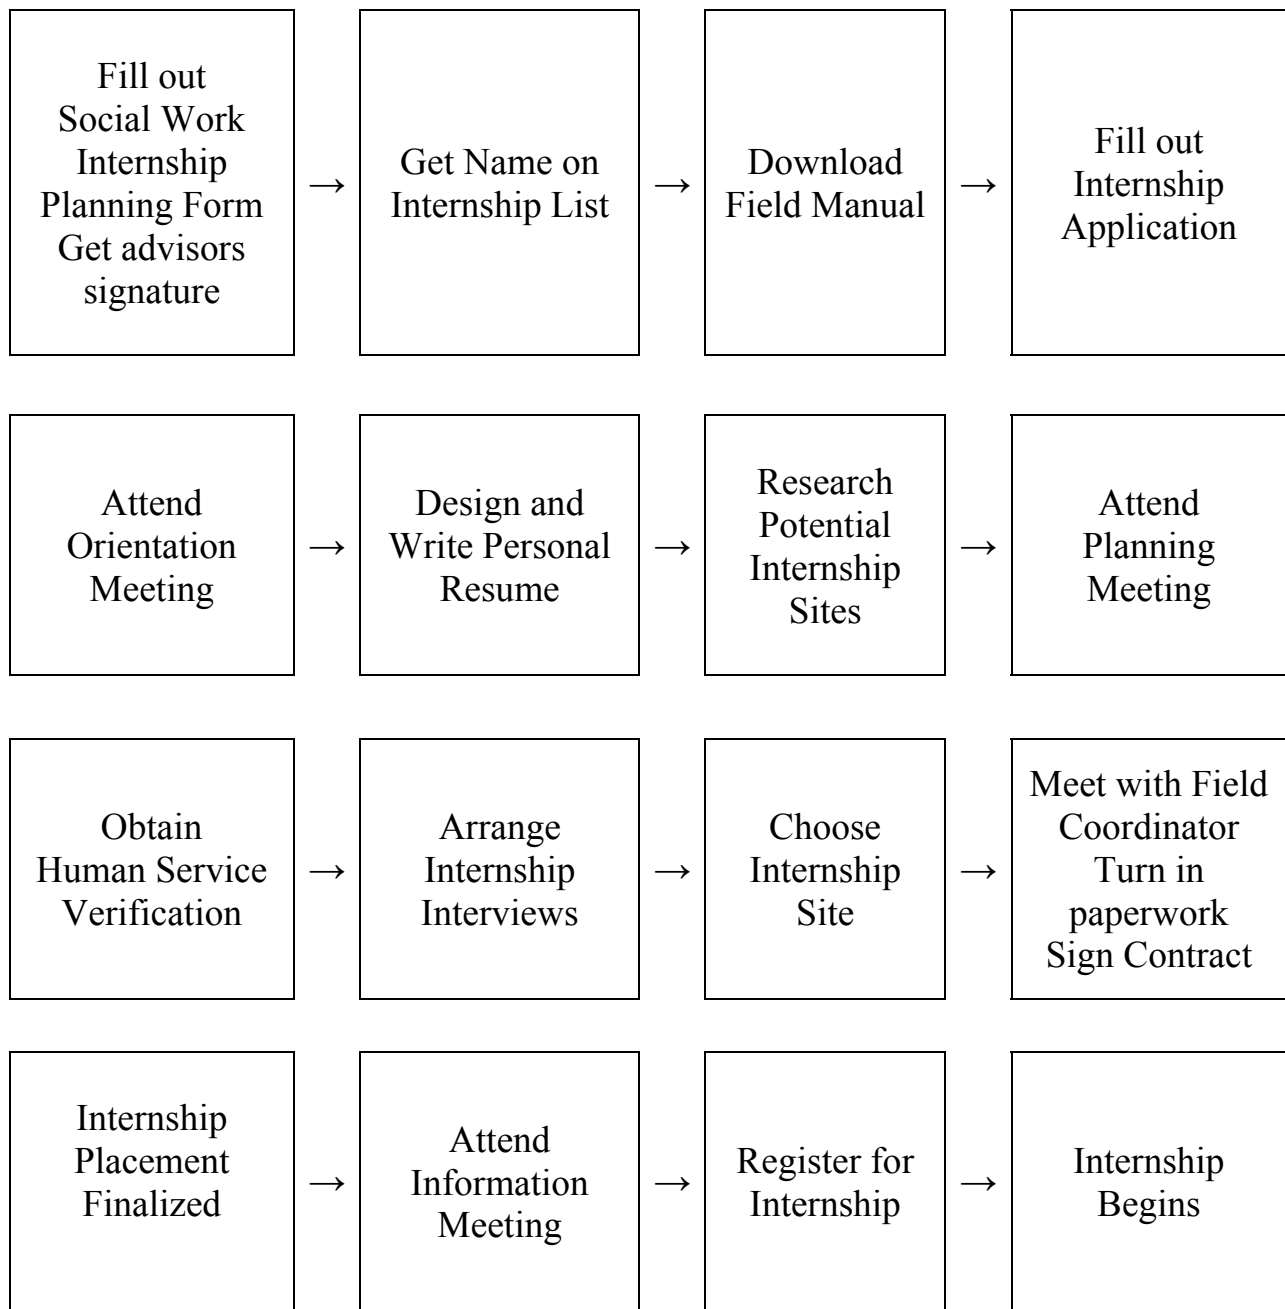 Fill out
Social Work
Internship
Planning Form
Get advisors
signature
→
Get Name on
Internship List
→
Download
Field Manual
→
Fill out
Internship
Application
Attend
Orientation
Meeting
→
Design and
Write Personal
Resume
→
Research
Potential
Internship
Sites
→
Attend
Planning
Meeting
Obtain
Human Service
Verification
→
Arrange
Internship
Interviews
→
Choose
Internship
Site
→
Meet with Field
Coordinator
Turn in
paperwork
Sign Contract
Internship
Placement
Finalized
→
Attend
Information
Meeting
→
Register for
Internship
→
Internship
Begins